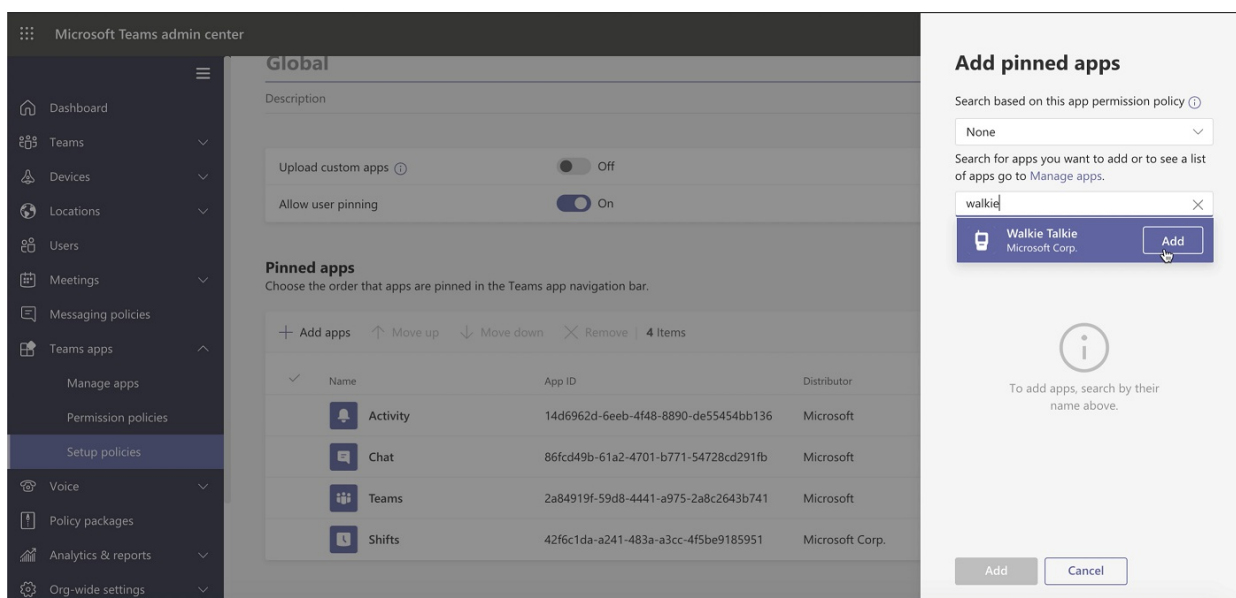 Microsoft Teams admin center
Dashboard
Teams
Devices
Locations
Users
Meetings
Messaging policies
Teams apps
Manage apps
Permission policies
Setup policies
Voice
Policy packages
Analytics & reports
Org-wide settings
Global
Description
Upload custom apps Off
Allow user pinning On
Pinned apps
Choose the order that apps are pinned in the Teams app navigation bar.
Add apps Move up Move down Remove 4 Items
Name App ID Distributor
Activity 14d6962d-6eeb-4f48-8890-de55454bb136 Microsoft
Chat 86fcd49b-61a2-4701-b771-54728cd291fb Microsoft
Teams 2a84919f-59d8-4441-a975-2a8c2643b741 Microsoft
Shifts 42f6c1da-a241-483a-a3cc-4f5be9185951 Microsoft Corp.
Add pinned apps
Search based on this app permission policy
None
Search for apps you want to add or to see a list
of apps go to Manage apps.
walkie
Walkie Talkie
Microsoft Corp.
Add
To add apps, search by their
name above.
Add Cancel